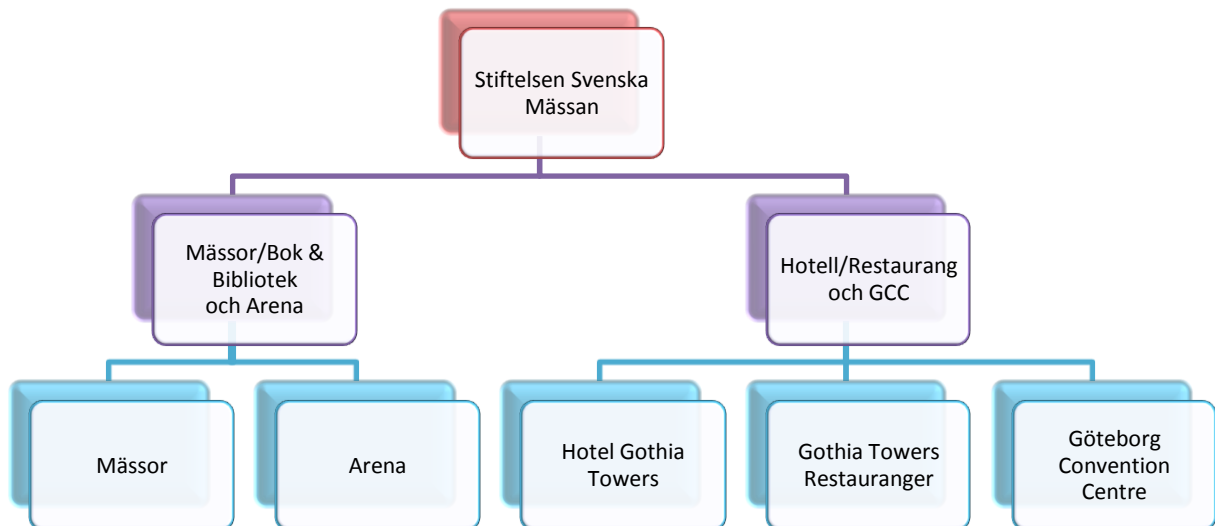 Stiftelsen Svenska
Mässan
Mässor/Bok &
Bibliotek
och Arena
Hotell/Restaurang
och GCC
Mässor
Arena
Hotel Gothia
Towers
Gothia Towers
Restauranger
Göteborg
Convention
Centre